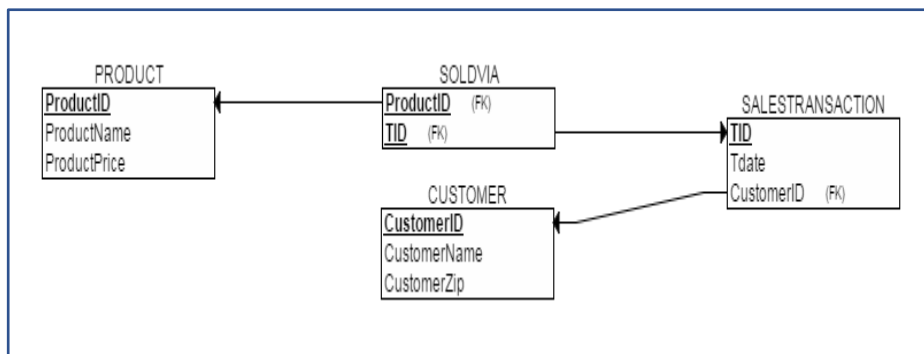 PRODUCT
ProductID
ProductName
ProductPrice
SOLDVIA
ProductID (FK)
TID (FK)
SALESTRANSACTION
TID
Tdate
CustomerID (FK)
CUSTOMER
CustomerID
CustomerName
CustomerZip